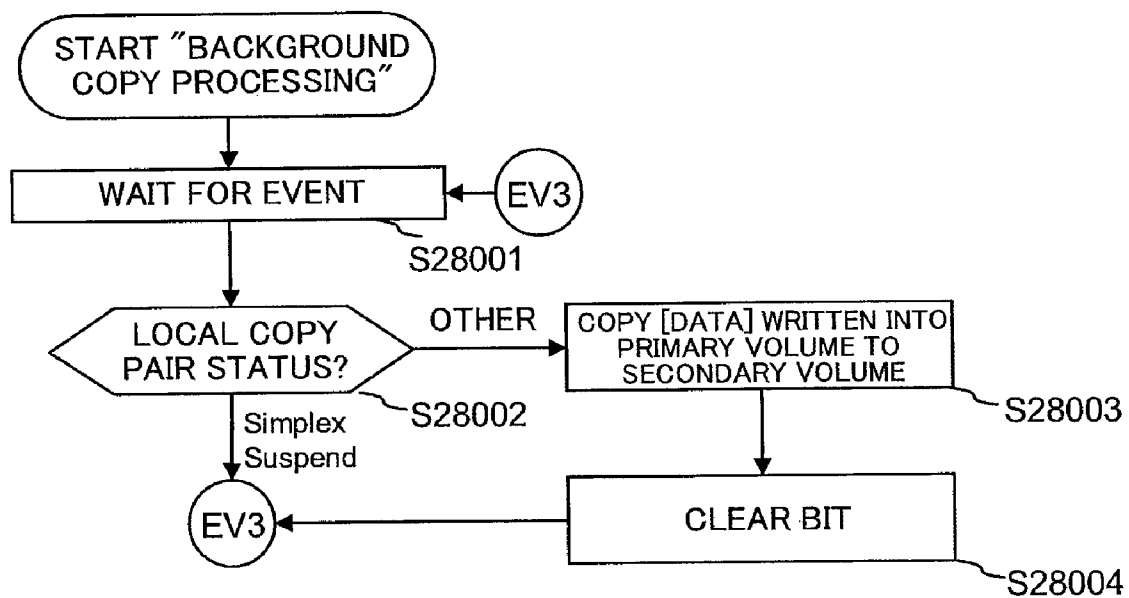 START "BACKGROUND
COPY PROCESSING"
WAIT FOR EVENT
EV3
S28001
LOCAL COPY
PAIR STATUS?
OTHER
COPY [DATA] WRITTEN INTO
PRIMARY VOLUME TO
SECONDARY VOLUME
S28002
S28003
Simplex
Suspend
EV3
CLEAR BIT
S28004